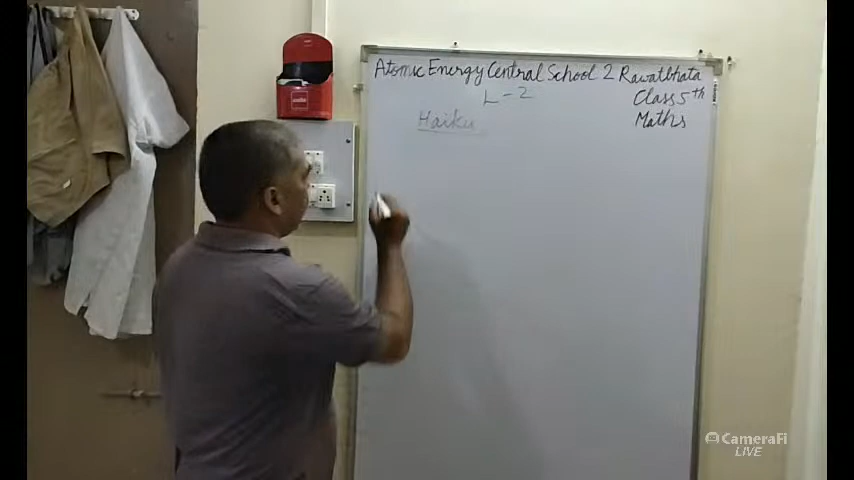 Atomic Energy Central School 2 Rawatbhata
L-2
Class 5th
Haiku
Maths
CameraFi
LIVE